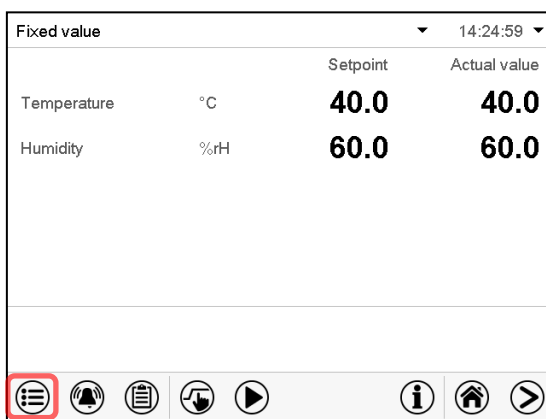 Fixed value 14:24:59
Setpoint Actual value
Temperature °C 40.0 40.0
Humidity %rH 60.0 60.0